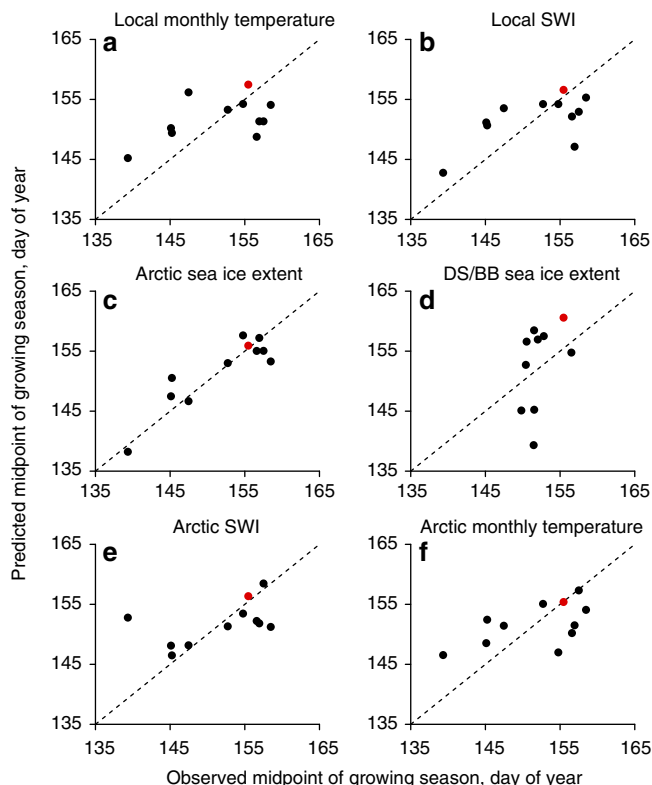 Local monthly temperature
a
165
155
145
135
135 145 155 165
Local SWI
b
165
155
145
135
135 145 155 165
Arctic sea ice extent
c
165
155
145
135
135 145 155 165
DS/BB sea ice extent
d
165
155
145
135
135 145 155 165
Arctic SWI
e
165
155
145
135
135 145 155 165
Arctic monthly temperature
f
165
155
145
135
135 145 155 165
Predicted midpoint of growing season, day of year
Observed midpoint of growing season, day of year